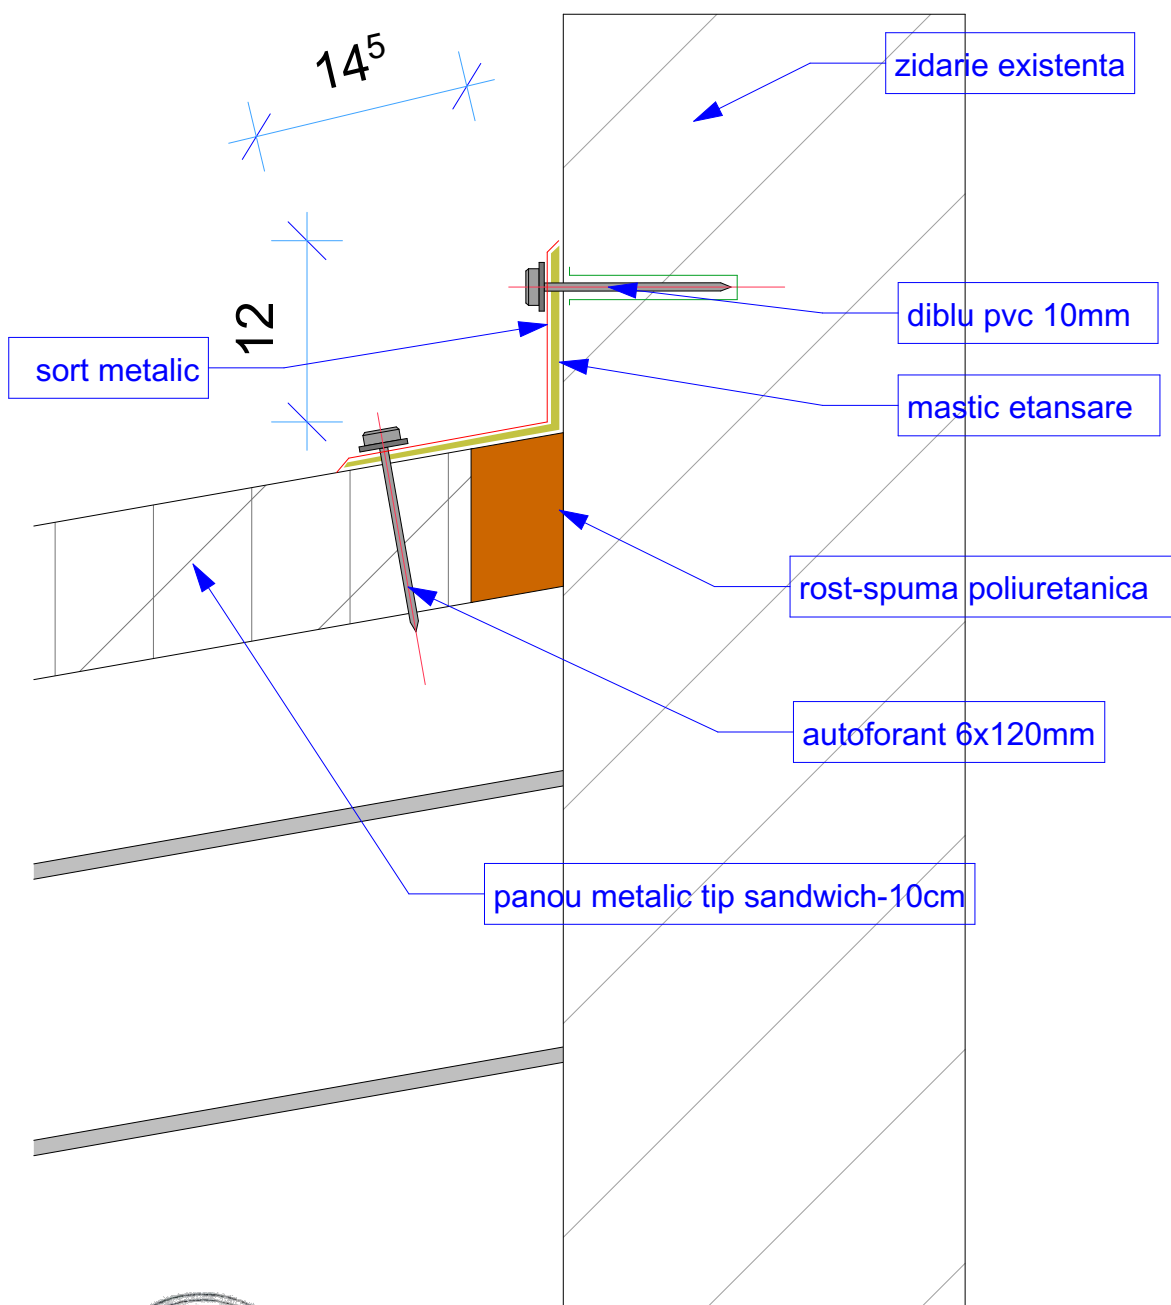 14⁵
zidarie existenta
12
diblu pvc 10mm
sort metalic
mastic etansare
rost-spuma poliuretanica
autoforant 6x120mm
panou metalic tip sandwich-10cm